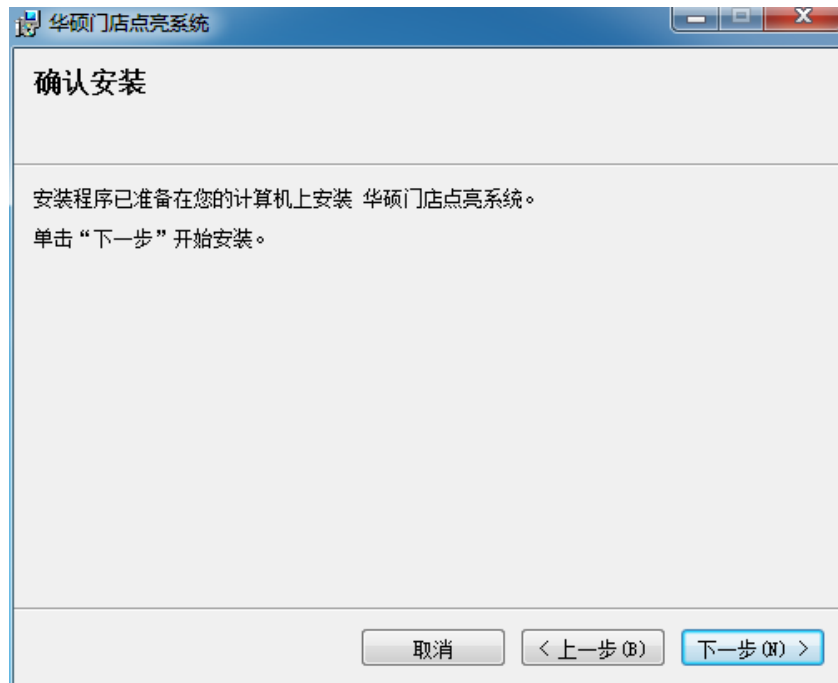 华硕门店点亮系统
确认安装
安装程序已准备在您的计算机上安装 华硕门店点亮系统。
单击“下一步”开始安装。
取消
< 上一步(B)
下一步(N) >